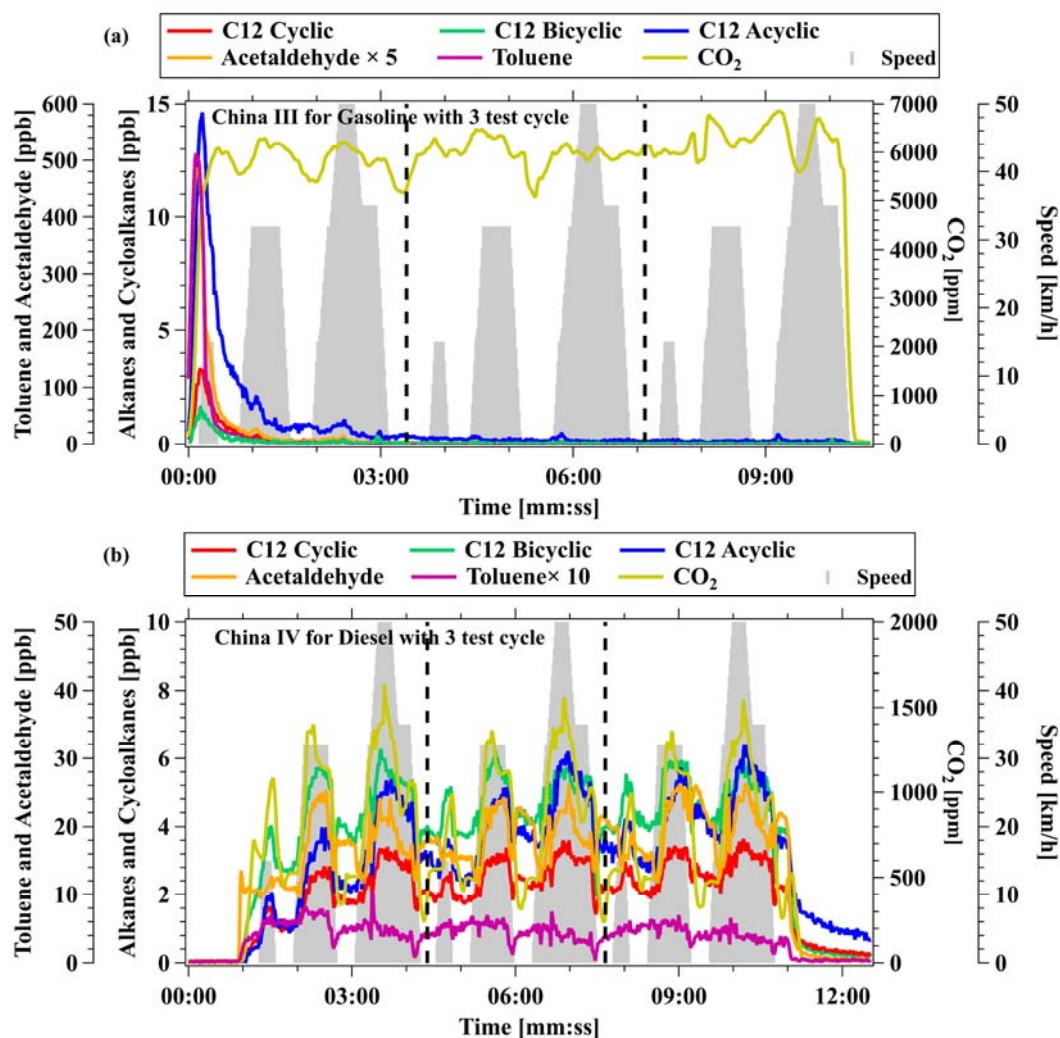 (a)
C12 Cyclic C12 Bicyclic C12 Acyclic
Acetaldehyde × 5 Toluene CO2 Speed
China III for Gasoline with 3 test cycle
Toluene and Acetaldehyde [ppb]
600
500
400
300
200
100
0
Alkanes and Cycloalkanes [ppb]
15
10
5
0
7000
6000
5000
4000
3000
2000
1000
0
CO2 [ppm]
50
40
30
20
10
0
Speed [km/h]
00:00 03:00 06:00 09:00
Time [mm:ss]
(b)
C12 Cyclic C12 Bicyclic C12 Acyclic
Acetaldehyde Toluene× 10 CO2 Speed
China IV for Diesel with 3 test cycle
Toluene and Acetaldehyde [ppb]
50
40
30
20
10
0
Alkanes and Cycloalkanes [ppb]
10
8
6
4
2
0
2000
1500
1000
500
0
CO2 [ppm]
50
40
30
20
10
0
Speed [km/h]
00:00 03:00 06:00 09:00 12:00
Time [mm:ss]